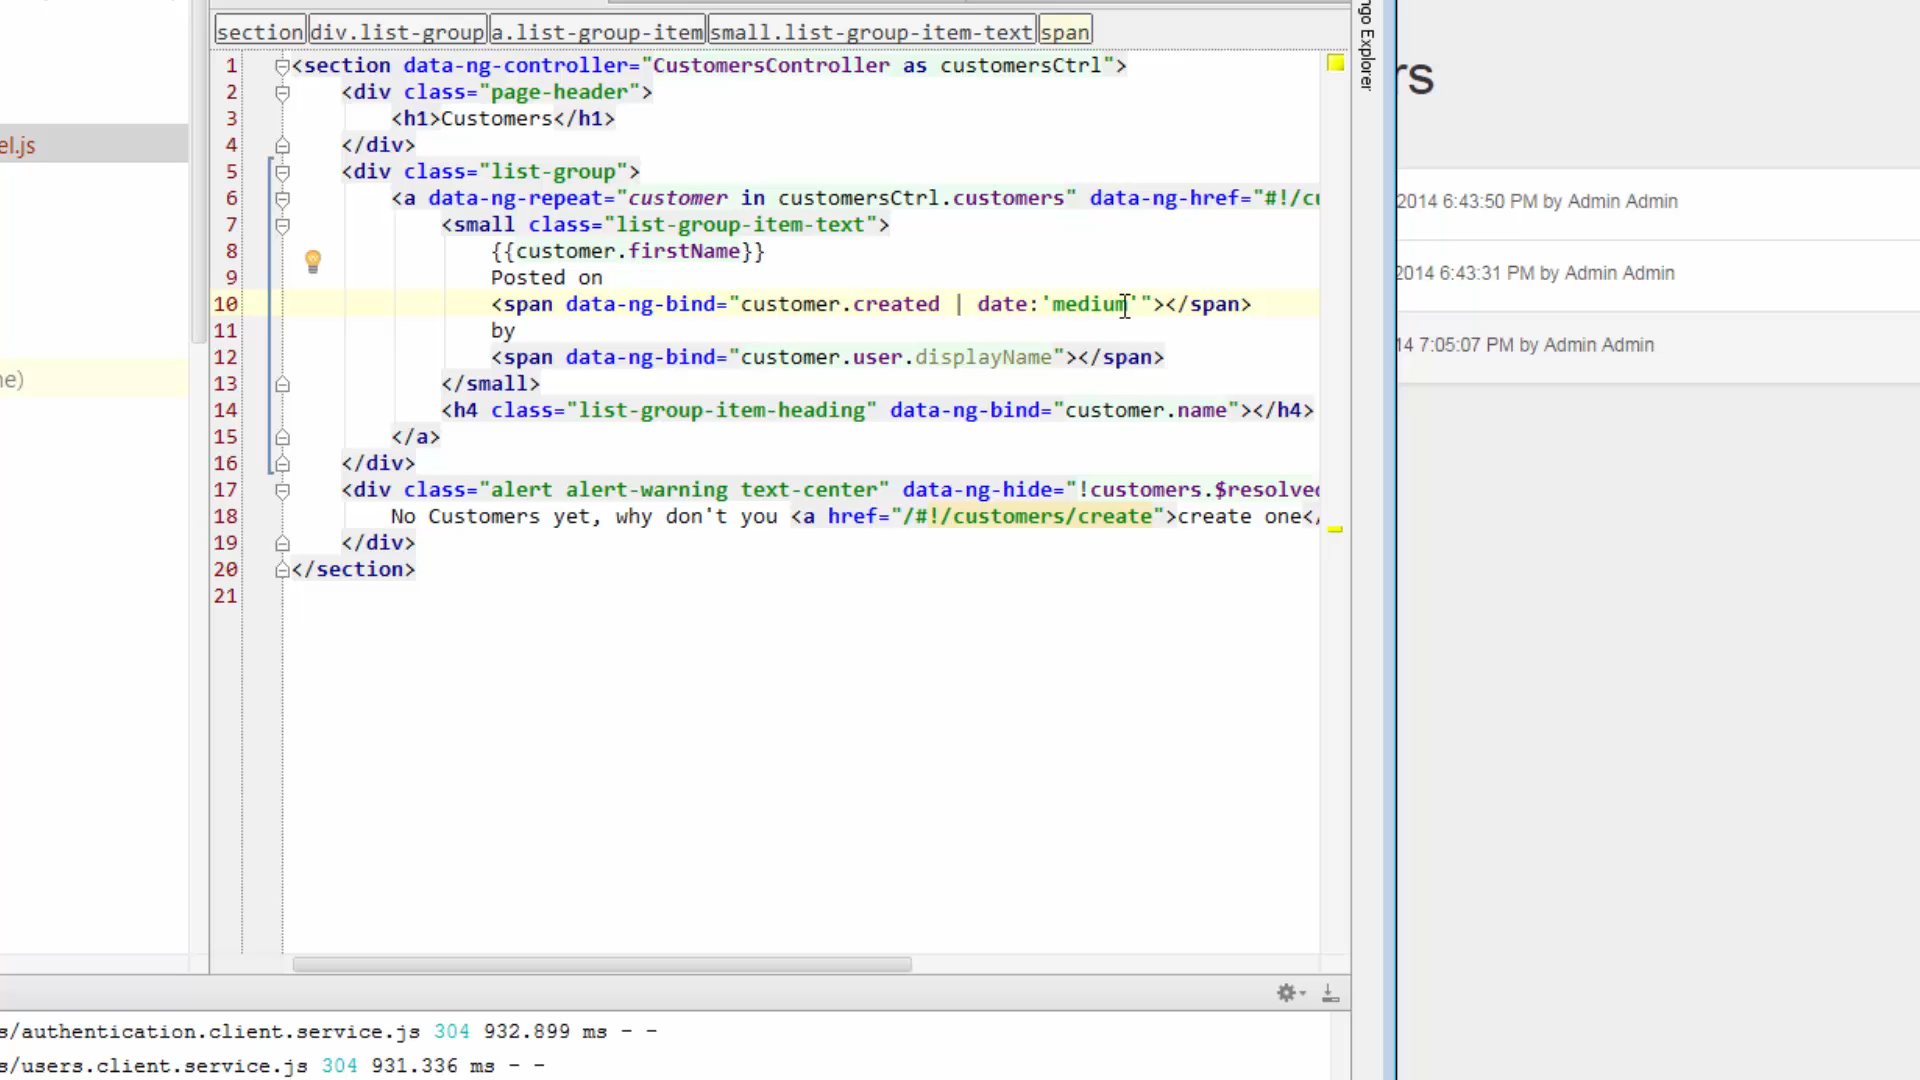 section div.list-group a.list-group-item small.list-group-item-text span
1 <section data-ng-controller="CustomersController as customersCtrl">
2 <div class="page-header">
3 <h1>Customers</h1>
4 </div>
5 <div class="list-group">
6 <a data-ng-repeat="customer in customersCtrl.customers" data-ng-href="#!/cu
7 <small class="list-group-item-text">
8 {{customer.firstName}}
9 Posted on
10 <span data-ng-bind="customer.created | date:'medium'"></span>
11 by
12 <span data-ng-bind="customer.user.displayName"></span>
13 </small>
14 <h4 class="list-group-item-heading" data-ng-bind="customer.name"></h4>
15 </a>
16 </div>
17 <div class="alert alert-warning text-center" data-ng-hide="!customers.$resolved
18 No Customers yet, why don't you <a href="/#!/customers/create">create one</
19 </div>
20 </section>
21
el.js
ne)
ngo Explorer
rs
2014 6:43:50 PM by Admin Admin
2014 6:43:31 PM by Admin Admin
14 7:05:07 PM by Admin Admin
s/authentication.client.service.js 304 932.899 ms - -
s/users.client.service.js 304 931.336 ms - -